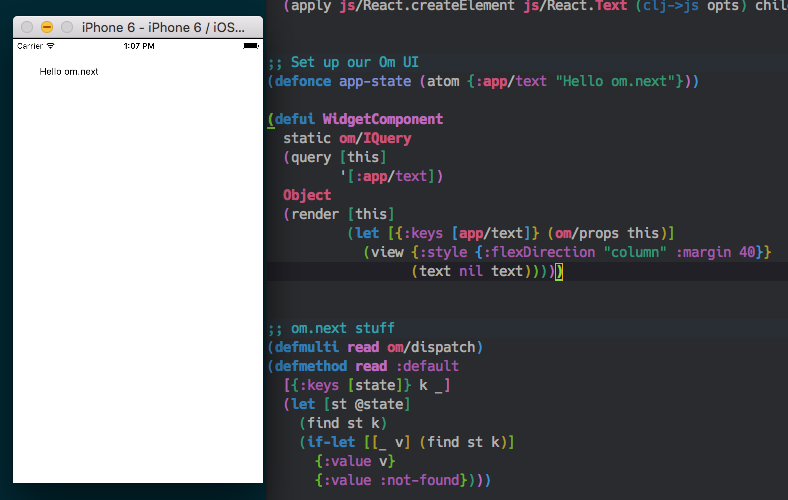 iPhone 6 - iPhone 6 / iOS...
Carrier
1:07 PM
Hello om.next
(apply js/React.createElement js/React.Text (clj->js opts) chil
;; Set up our Om UI
(defonce app-state (atom {:app/text "Hello om.next"}))
(defui WidgetComponent
  static om/IQuery
  (query [this]
         '[:app/text])
  Object
  (render [this]
          (let [{:keys [app/text]} (om/props this)]
            (view {:style {:flexDirection "column" :margin 40}}
                  (text nil text)))))
;; om.next stuff
(defmulti read om/dispatch)
(defmethod read :default
  [{:keys [state]} k _]
  (let [st @state]
    (find st k)
    (if-let [[_ v] (find st k)]
      {:value v}
      {:value :not-found})))